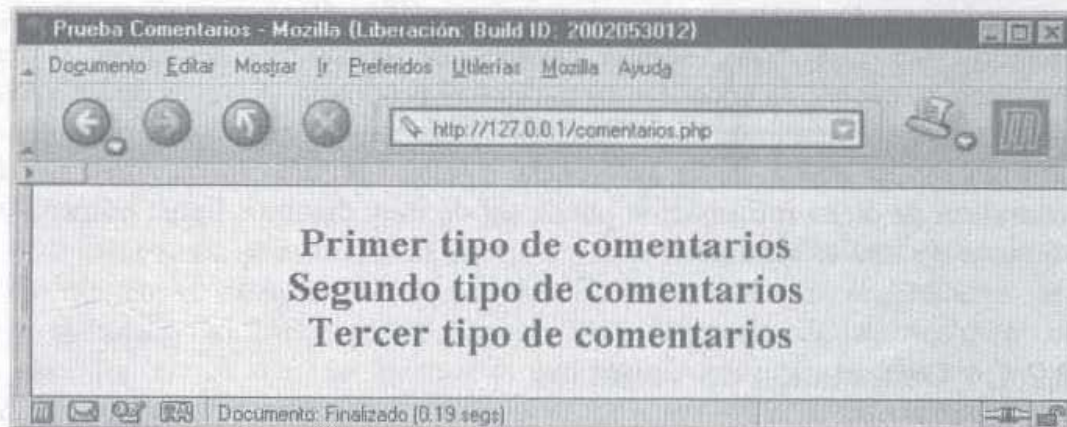 Prueba Comentarios - Mozilla (Liberación: Build ID: 2002053012)
Documento Editar Mostrar Ir Preferidos Utilerías Mozilla Ayuda
http://127.0.0.1/comentarios.php
Primer tipo de comentarios
Segundo tipo de comentarios
Tercer tipo de comentarios
Documento: Finalizado (0.19 segs)